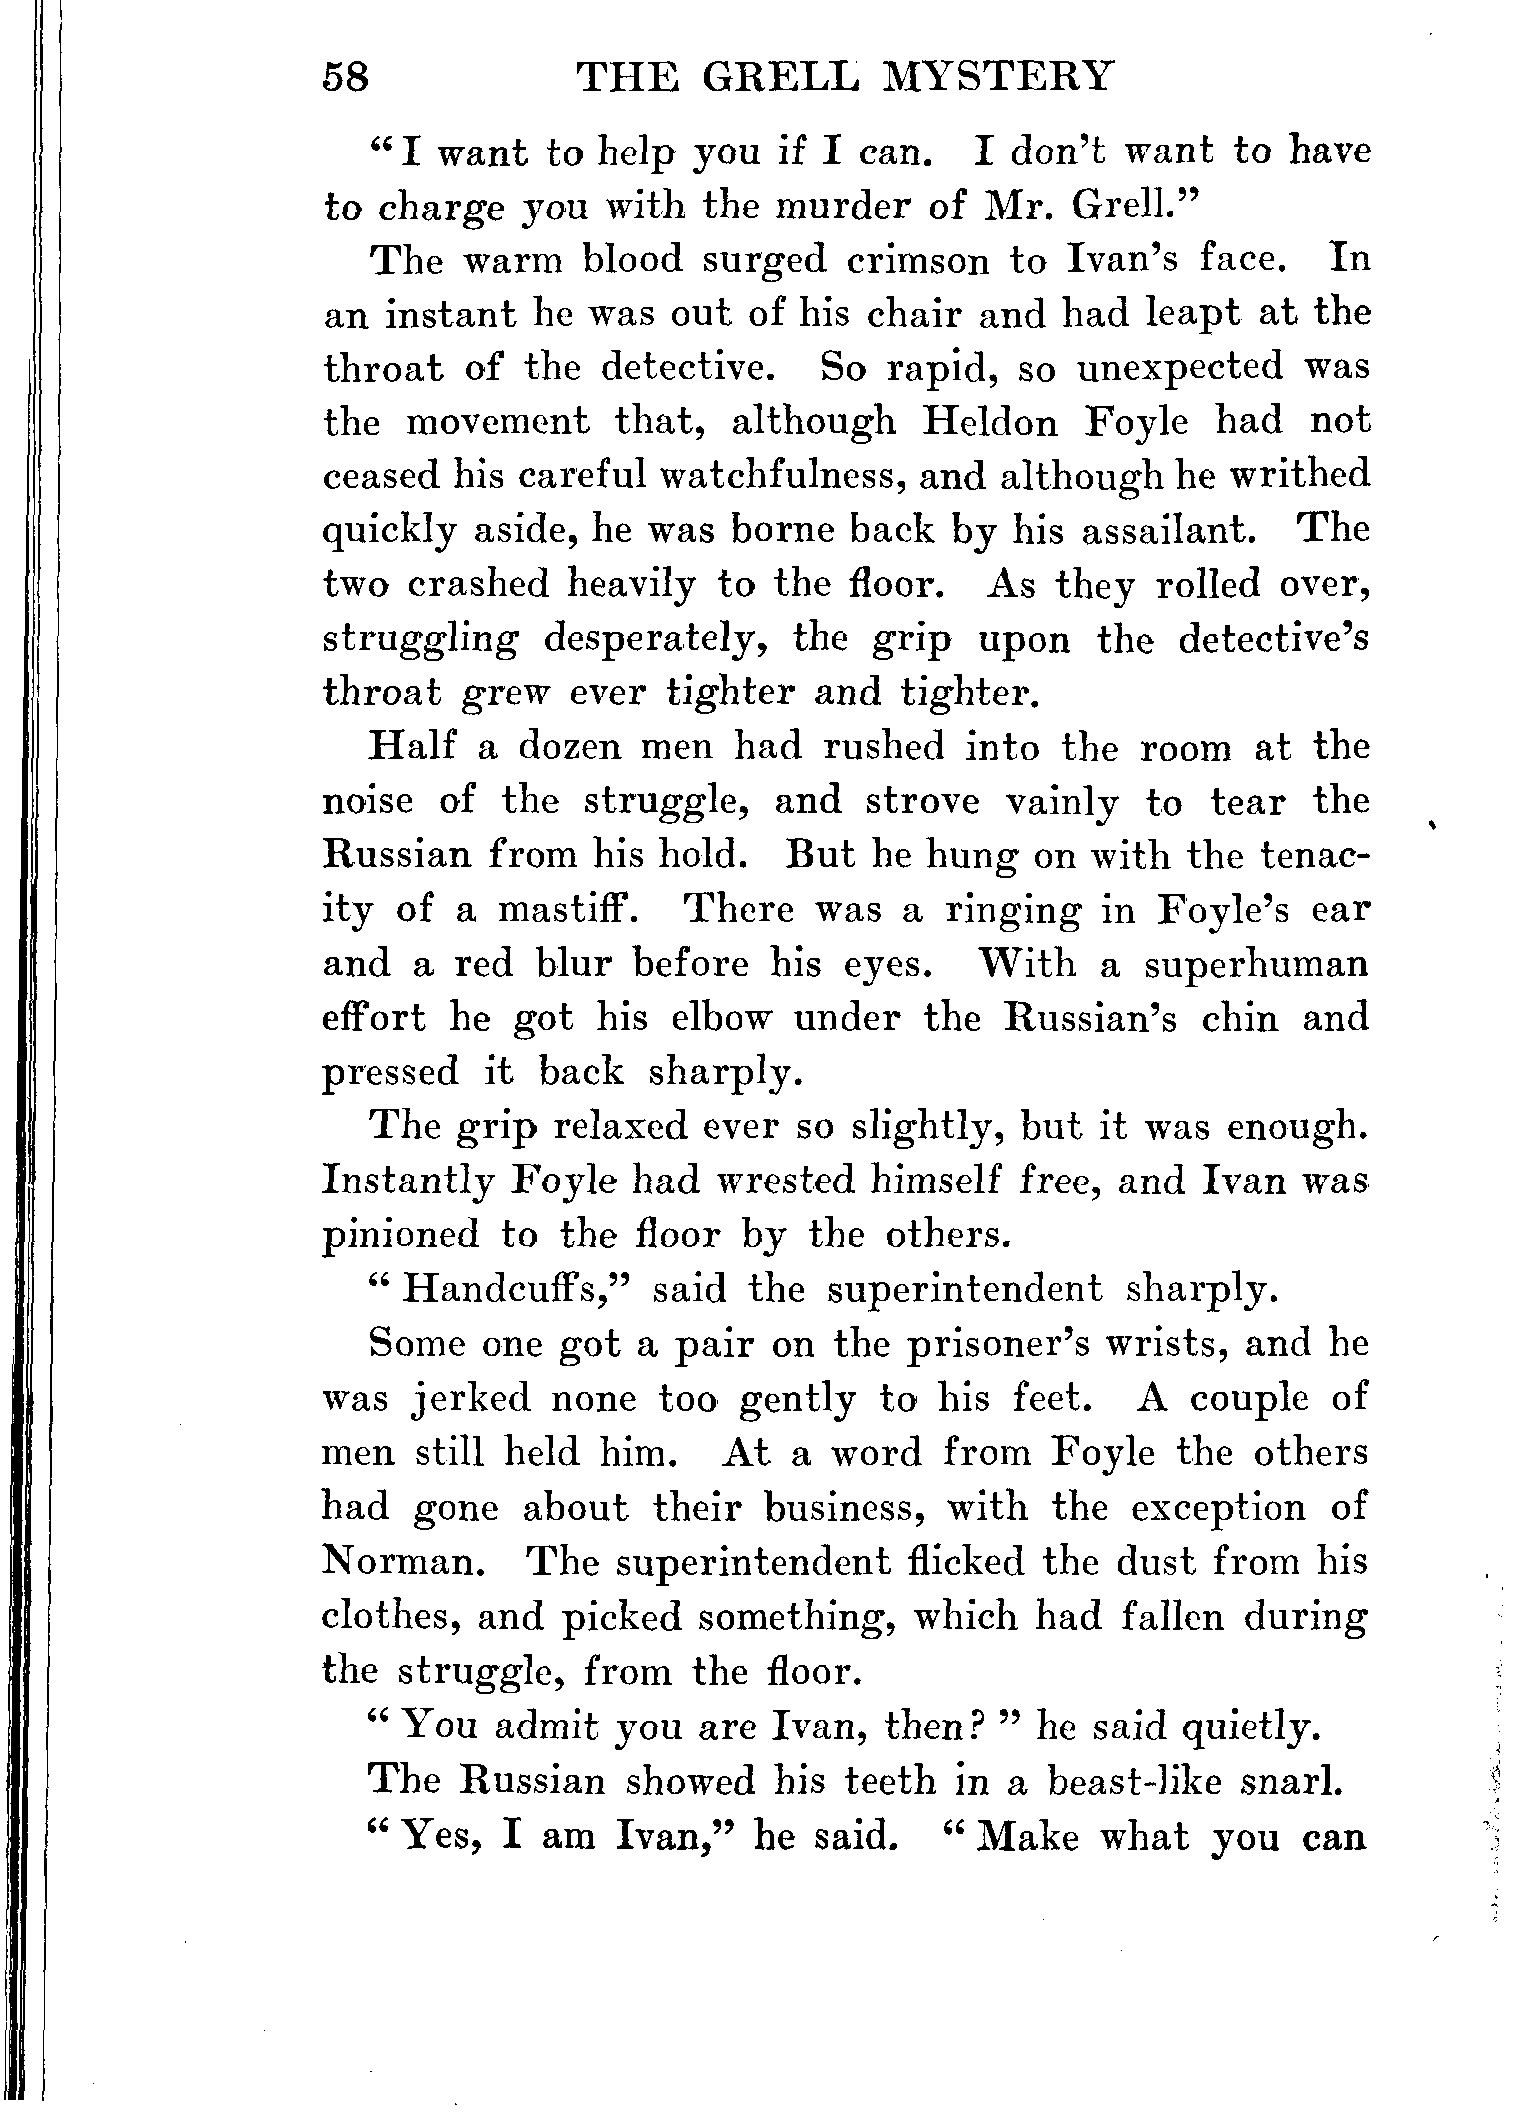 58 THE GRELL MYSTERY
“I want to help you if I can. I don’t want to have
to charge you with the murder of Mr. Grell.”
The warm blood surged crimson to Ivan’s face. In
an instant he was out of his chair and had leapt at the
throat of the detective. So rapid, so unexpected was
the movement that, although Heldon Foyle had not
ceased his careful watchfulness, and although he writhed
quickly aside, he was borne back by his assailant. The
two crashed heavily to the floor. As they rolled over,
struggling desperately, the grip upon the detective’s
throat grew ever tighter and tighter.
Half a dozen men had rushed into the room at the
noise of the struggle, and strove vainly to tear the
Russian from his hold. But he hung on with the tenac-
ity of a mastiff. There was a ringing in Foyle’s ear
and a red blur before his eyes. With a superhuman
effort he got his elbow under the Russian’s chin and
pressed it back sharply.
The grip relaxed ever so slightly, but it was enough.
Instantly Foyle had wrested himself free, and Ivan was
pinioned to the floor by the others.
“Handcuffs,” said the superintendent sharply.
Some one got a pair on the prisoner’s wrists, and he
was jerked none too gently to his feet. A couple of
men still held him. At a word from Foyle the others
had gone about their business, with the exception of
Norman. The superintendent flicked the dust from his
clothes, and picked something, which had fallen during
the struggle, from the floor.
“You admit you are Ivan, then?” he said quietly.
The Russian showed his teeth in a beast-like snarl.
“Yes, I am Ivan,” he said. “Make what you can